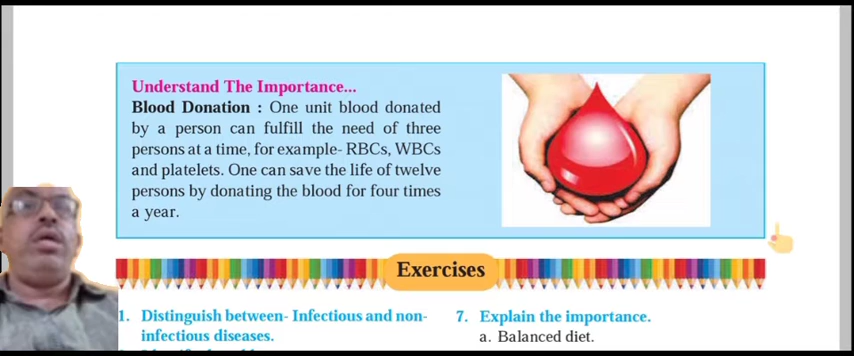 Understand The Importance...
Blood Donation : One unit blood donated
by a person can fulfill the need of three
persons at a time, for example- RBCs, WBCs
and platelets. One can save the life of twelve
persons by donating the blood for four times
a year.
Exercises
1. Distinguish between- Infectious and non-
infectious diseases.
7. Explain the importance.
a. Balanced diet.